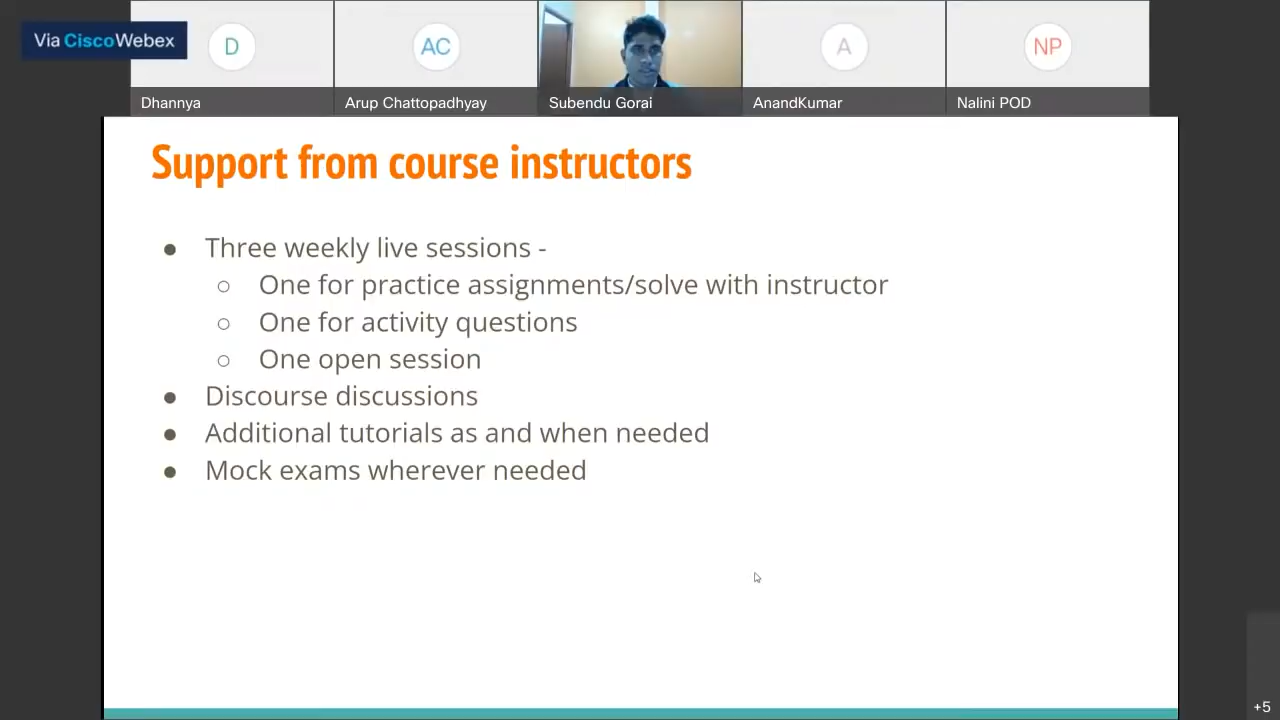 Via Cisco Webex
D
AC
A
NP
Dhannya
Arup Chattopadhyay
Subendu Gorai
AnandKumar
Nalini POD
Support from course instructors
● Three weekly live sessions -
○ One for practice assignments/solve with instructor
○ One for activity questions
○ One open session
● Discourse discussions
● Additional tutorials as and when needed
● Mock exams wherever needed
+5